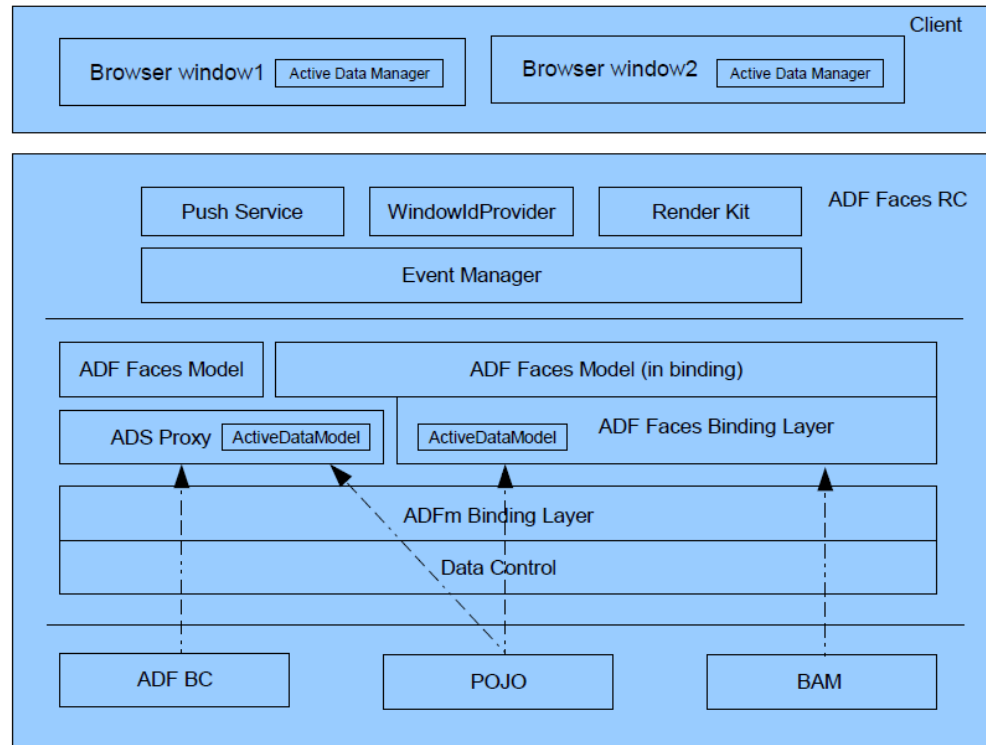 Client
Browser window1
Active Data Manager
Browser window2
Active Data Manager
ADF Faces RC
Push Service
WindowIdProvider
Render Kit
Event Manager
ADF Faces Model
ADF Faces Model (in binding)
ADS Proxy
ActiveDataModel
ActiveDataModel
ADF Faces Binding Layer
ADFm Binding Layer
Data Control
ADF BC
POJO
BAM